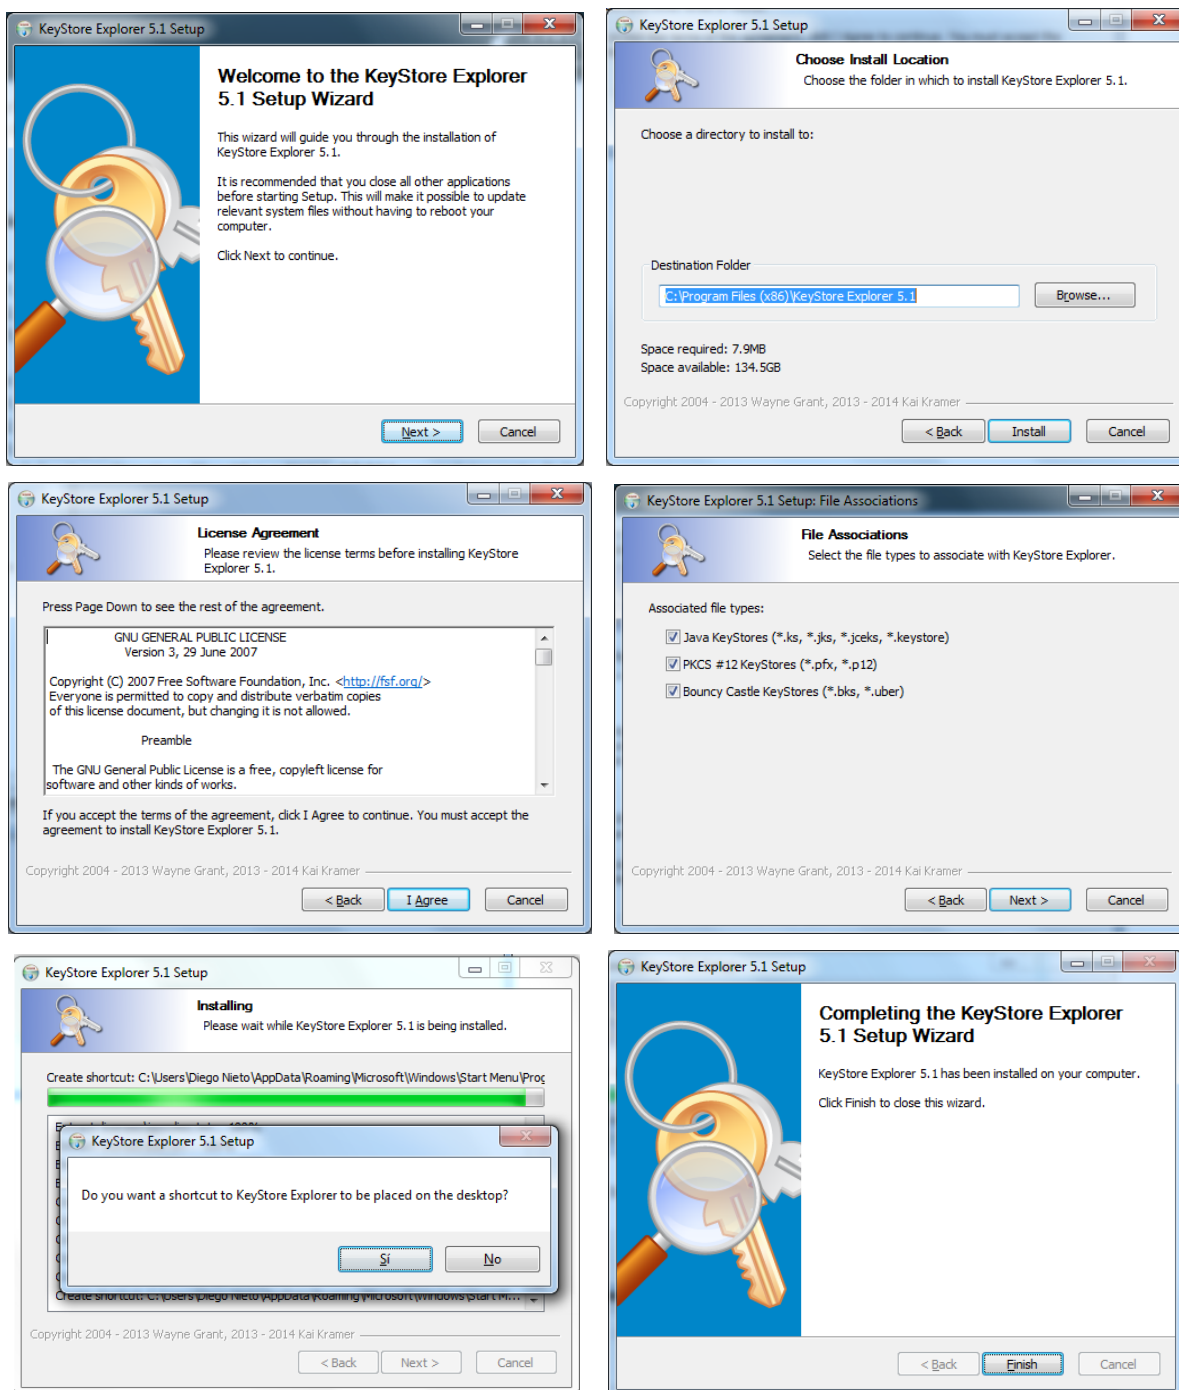 KeyStore Explorer 5.1 Setup
Welcome to the KeyStore Explorer
5.1 Setup Wizard
This wizard will guide you through the installation of
KeyStore Explorer 5.1.
It is recommended that you close all other applications
before starting Setup. This will make it possible to update
relevant system files without having to reboot your
computer.
Click Next to continue.
Next >
Cancel
KeyStore Explorer 5.1 Setup
Choose Install Location
Choose the folder in which to install KeyStore Explorer 5.1.
Choose a directory to install to:
Destination Folder
C:\Program Files (x86)\KeyStore Explorer 5.1
Browse...
Space required: 7.9MB
Space available: 134.5GB
Copyright 2004 - 2013 Wayne Grant, 2013 - 2014 Kai Kramer
< Back
Install
Cancel
KeyStore Explorer 5.1 Setup
License Agreement
Please review the license terms before installing KeyStore
Explorer 5.1.
Press Page Down to see the rest of the agreement.
GNU GENERAL PUBLIC LICENSE
Version 3, 29 June 2007
Copyright (C) 2007 Free Software Foundation, Inc. <http://fsf.org/>
Everyone is permitted to copy and distribute verbatim copies
of this license document, but changing it is not allowed.
Preamble
The GNU General Public License is a free, copyleft license for
software and other kinds of works.
If you accept the terms of the agreement, click I Agree to continue. You must accept the
agreement to install KeyStore Explorer 5.1.
Copyright 2004 - 2013 Wayne Grant, 2013 - 2014 Kai Kramer
< Back
I Agree
Cancel
KeyStore Explorer 5.1 Setup: File Associations
File Associations
Select the file types to associate with KeyStore Explorer.
Associated file types:
Java KeyStores (*.ks, *.jks, *.jceks, *.keystore)
PKCS #12 KeyStores (*.pfx, *.p12)
Bouncy Castle KeyStores (*.bks, *.uber)
Copyright 2004 - 2013 Wayne Grant, 2013 - 2014 Kai Kramer
< Back
Next >
Cancel
KeyStore Explorer 5.1 Setup
Installing
Please wait while KeyStore Explorer 5.1 is being installed.
Create shortcut: C:\Users\Diego Nieto\AppData\Roaming\Microsoft\Windows\Start Menu\Prog
KeyStore Explorer 5.1 Setup
Do you want a shortcut to KeyStore Explorer to be placed on the desktop?
Sí
No
Create shortcut: C:\Users\Diego Nieto\AppData\Roaming\Microsoft\Windows\Start M...
Copyright 2004 - 2013 Wayne Grant, 2013 - 2014 Kai Kramer
< Back
Next >
Cancel
KeyStore Explorer 5.1 Setup
Completing the KeyStore Explorer
5.1 Setup Wizard
KeyStore Explorer 5.1 has been installed on your computer.
Click Finish to close this wizard.
< Back
Finish
Cancel